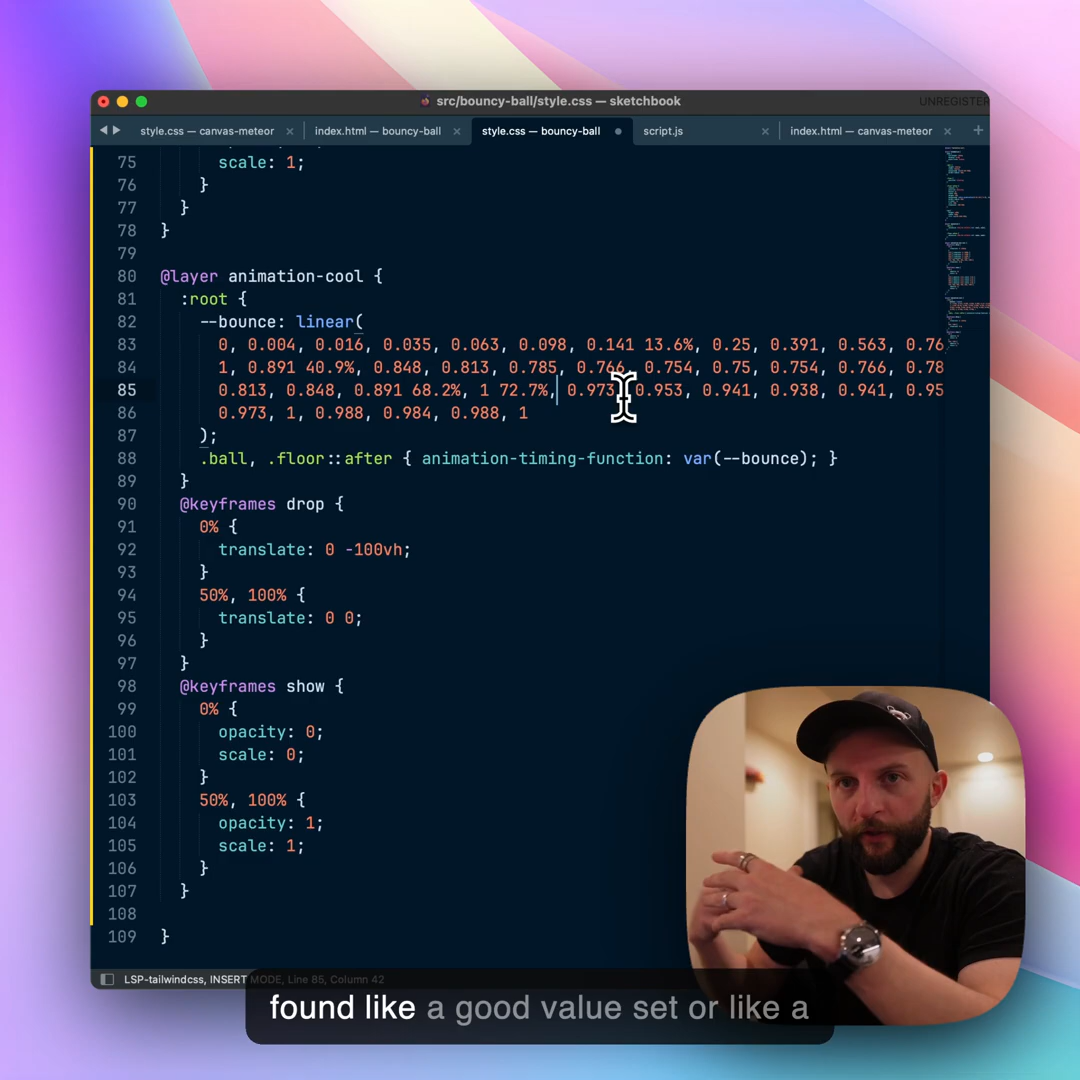 src/bouncy-ball/style.css — sketchbook
UNREGISTER
style.css — canvas-meteor
index.html — bouncy-ball
style.css — bouncy-ball
script.js
index.html — canvas-meteor
75 scale: 1;
76 }
77 }
78 }
79
80 @layer animation-cool {
81 :root {
82 --bounce: linear(
83 0, 0.004, 0.016, 0.035, 0.063, 0.098, 0.141 13.6%, 0.25, 0.391, 0.563, 0.76
84 1, 0.891 40.9%, 0.848, 0.813, 0.785, 0.766, 0.754, 0.75, 0.754, 0.766, 0.78
85 0.813, 0.848, 0.891 68.2%, 1 72.7%, 0.973, 0.953, 0.941, 0.938, 0.941, 0.95
86 0.973, 1, 0.988, 0.984, 0.988, 1
87 );
88 .ball, .floor::after { animation-timing-function: var(--bounce); }
89 }
90 @keyframes drop {
91 0% {
92 translate: 0 -100vh;
93 }
94 50%, 100% {
95 translate: 0 0;
96 }
97 }
98 @keyframes show {
99 0% {
100 opacity: 0;
101 scale: 0;
102 }
103 50%, 100% {
104 opacity: 1;
105 scale: 1;
106 }
107 }
108
109 }
LSP-tailwindcss, INSERT MODE, Line 85, Column 42
found like a good value set or like a